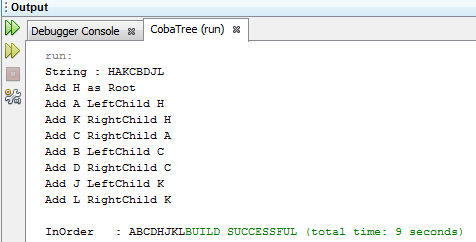 Output
Debugger Console
CobaTree (run)
run:
String : HAKCBDJL
Add H as Root
Add A LeftChild H
Add K RightChild H
Add C RightChild A
Add B LeftChild C
Add D RightChild C
Add J LeftChild K
Add L RightChild K
InOrder   : ABCDHJKLBUILD SUCCESSFUL (total time: 9 seconds)